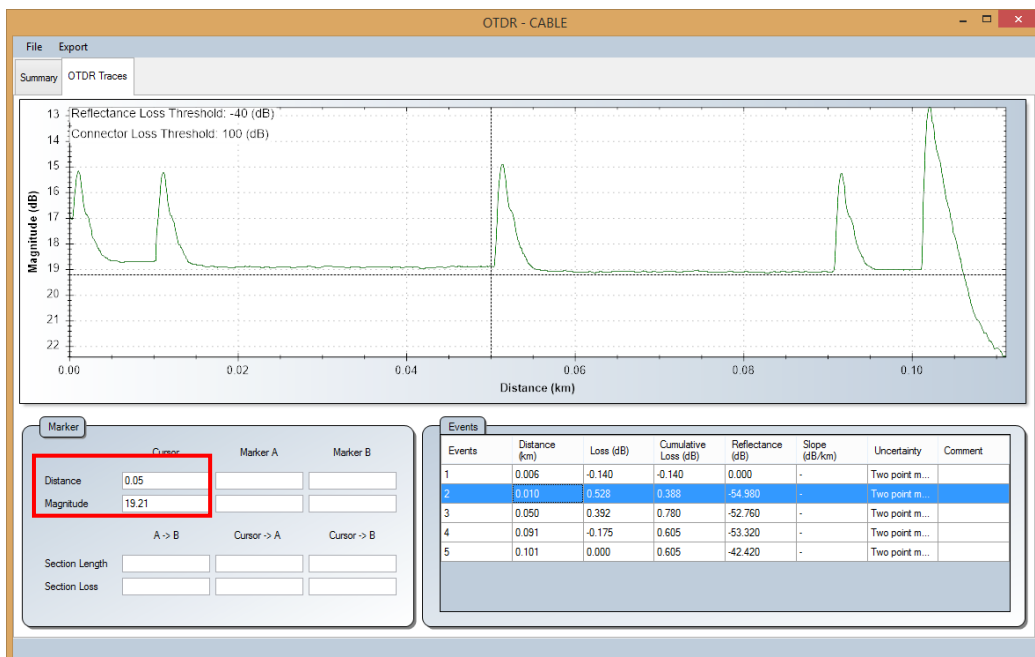 OTDR - CABLE
File Export
Summary OTDR Traces
Reflectance Loss Threshold: -40 (dB)
Connector Loss Threshold: 100 (dB)
Magnitude (dB)
13
14
15
16
17
18
19
20
21
22
0.00 0.02 0.04 0.06 0.08 0.10
Distance (km)
Marker
Cursor Marker A Marker B
Distance 0.05
Magnitude 19.21
A -> B Cursor -> A Cursor -> B
Section Length
Section Loss
Events
Events Distance (km) Loss (dB) Cumulative Loss (dB) Reflectance (dB) Slope (dB/km) Uncertainty Comment
1 0.006 -0.140 -0.140 0.000 - Two point m...
2 0.010 0.528 0.388 -54.980 - Two point m...
3 0.050 0.392 0.780 -52.760 - Two point m...
4 0.091 -0.175 0.605 -53.320 - Two point m...
5 0.101 0.000 0.605 -42.420 - Two point m...